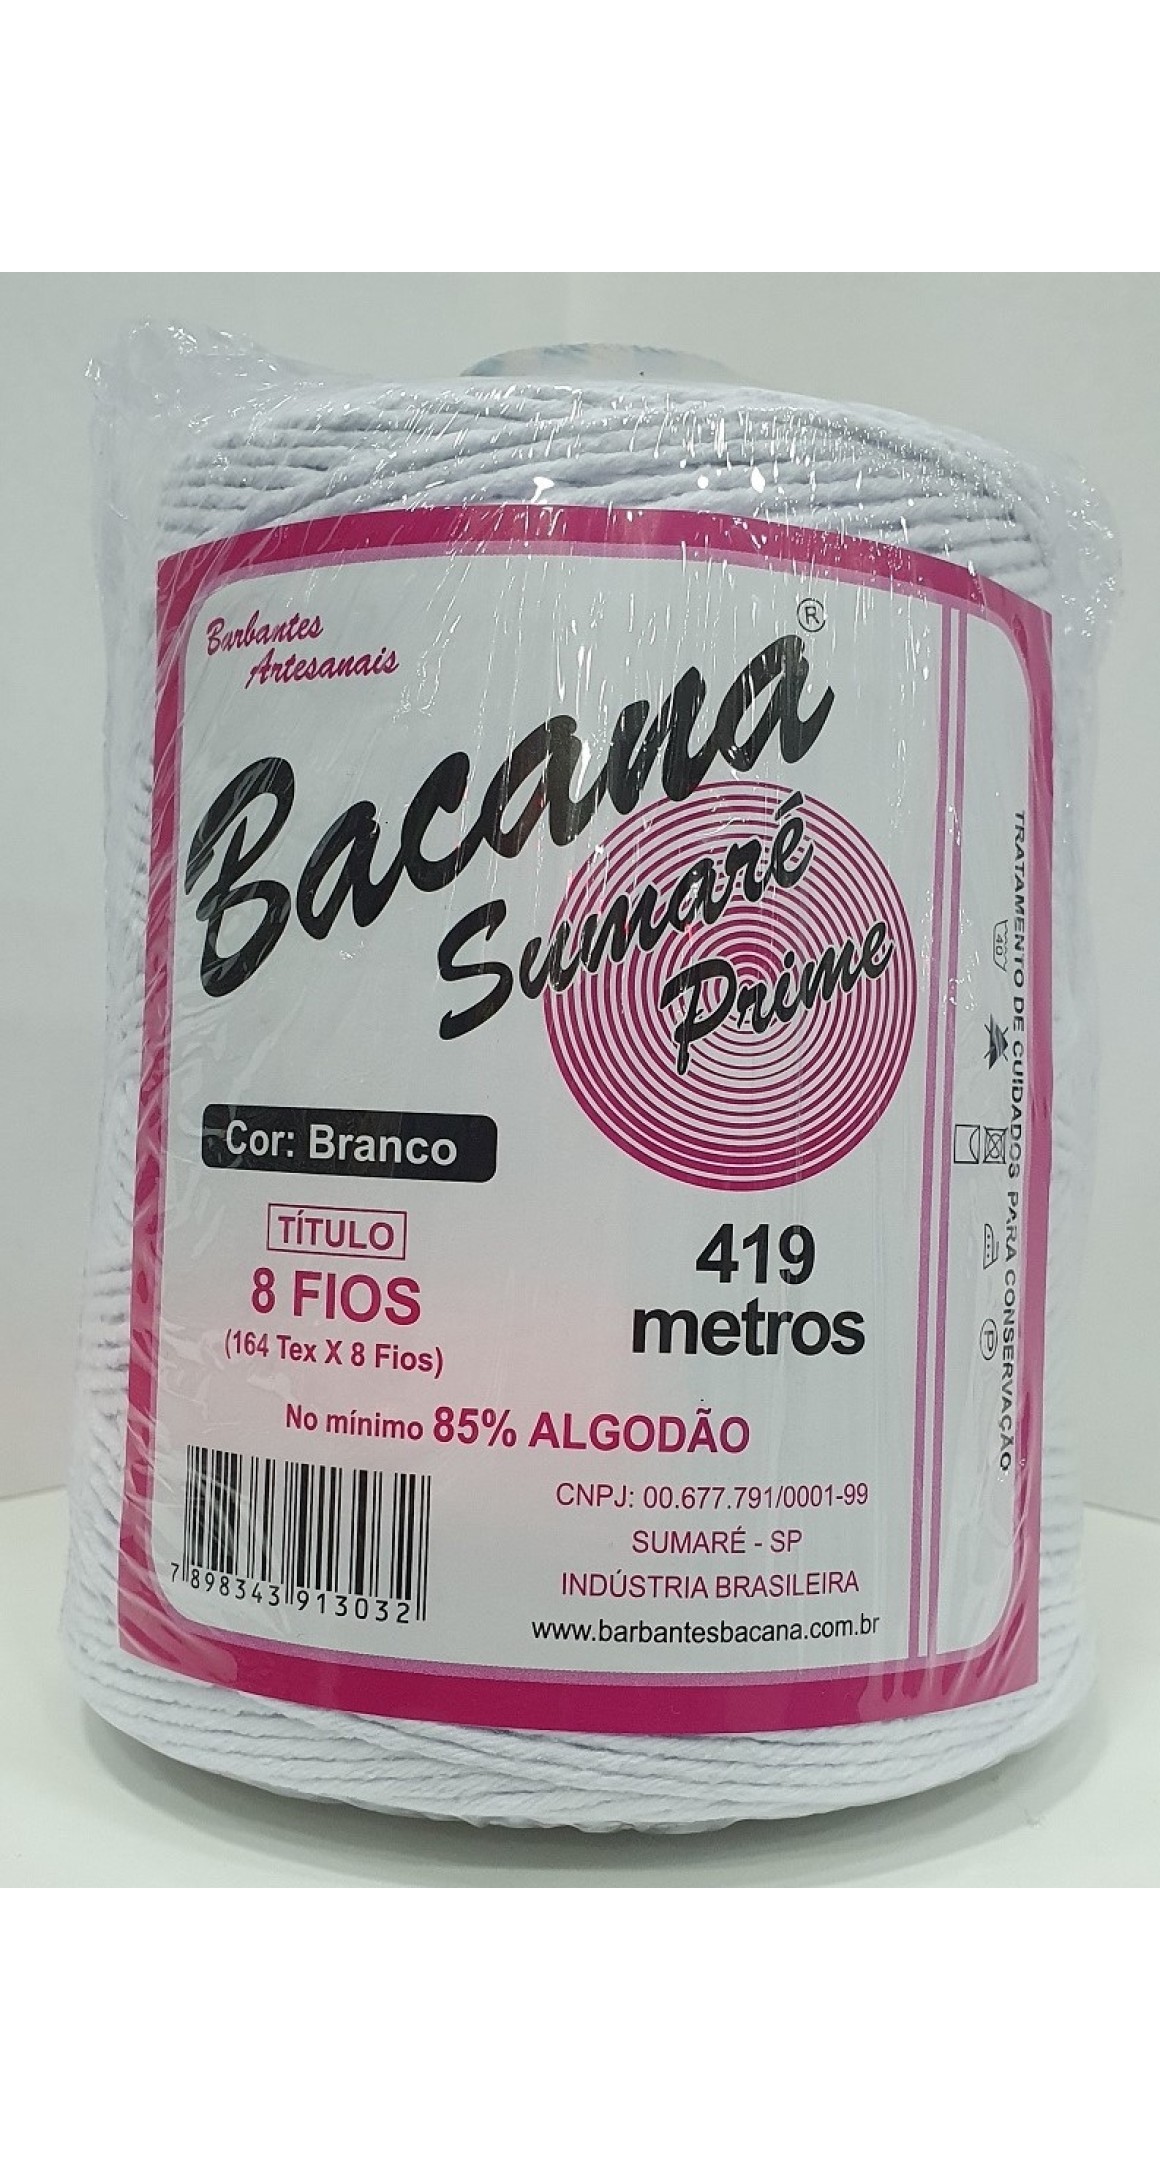 Barbantes
Artesanais
Bacana®
Sumaré
Prime
Cor: Branco
TÍTULO
8 FIOS
(164 Tex X 8 Fios)
419
metros
No mínimo 85% ALGODÃO
7 898343 913032
CNPJ: 00.677.791/0001-99
SUMARÉ - SP
INDÚSTRIA BRASILEIRA
www.barbantesbacana.com.br
TRATAMENTO DE CUIDADOS PARA CONSERVAÇÃO
40
P